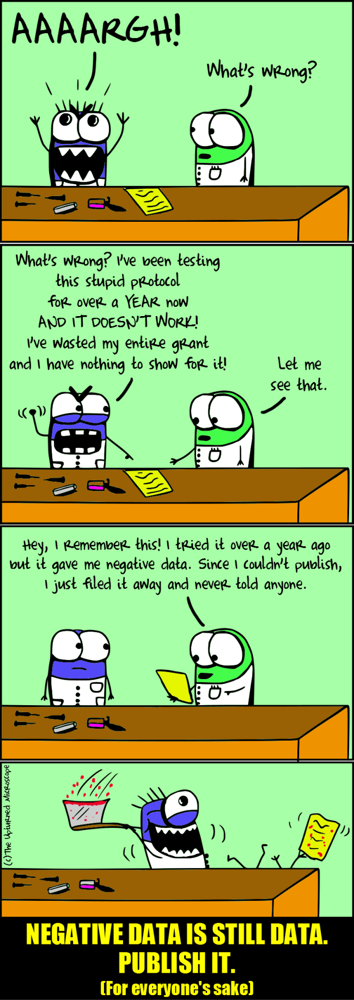 AAAARGH!
What's wrong?
What's wrong? I've been testing
this stupid protocol
for over a YEAR now
AND IT DOESN'T WORK!
I've wasted my entire grant
and I have nothing to show for it!
Let me
see that.
Hey, I remember this! I tried it over a year ago
but it gave me negative data. Since I couldn't publish,
I just filed it away and never told anyone.
(c) The Upturned Microscope
NEGATIVE DATA IS STILL DATA.
PUBLISH IT.
(For everyone's sake)